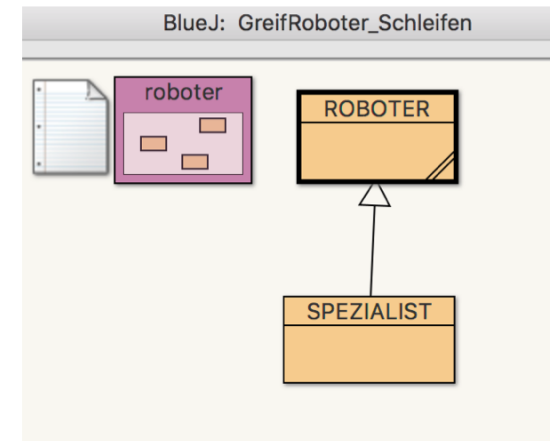 BlueJ: GreifRoboter_Schleifen
roboter
ROBOTER
SPEZIALIST